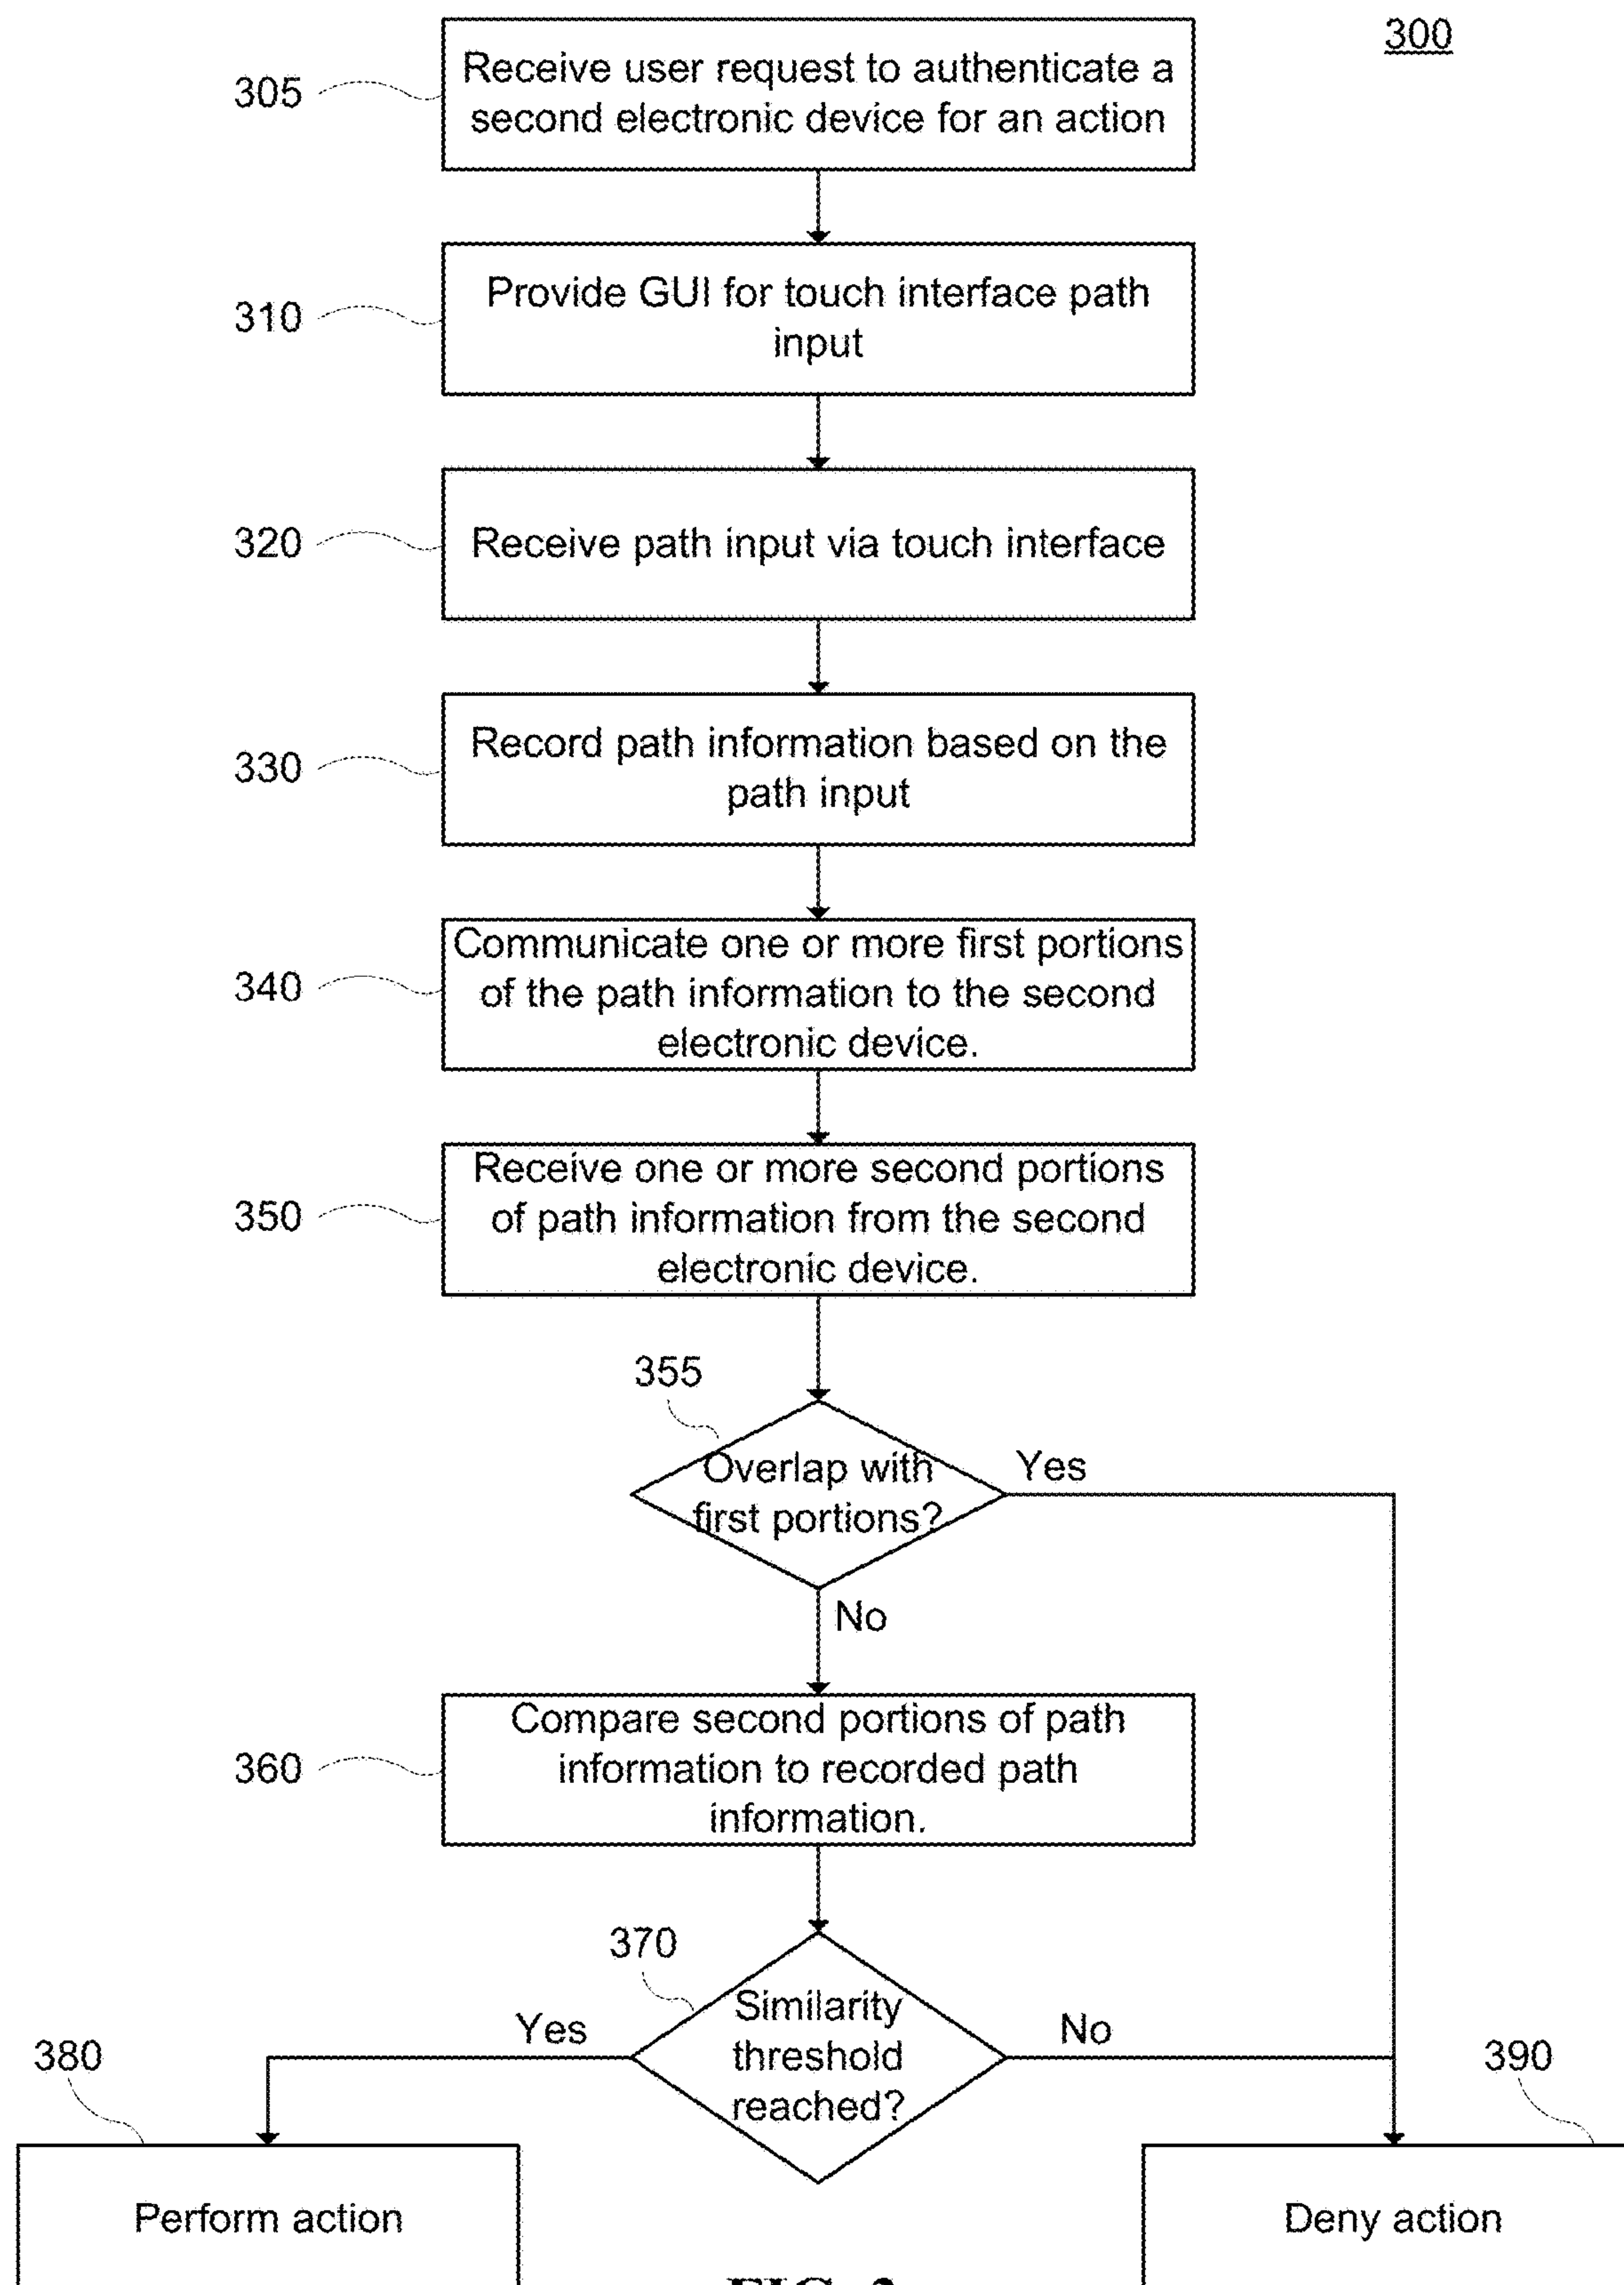 300
305
Receive user request to authenticate a
second electronic device for an action
310
Provide GUI for touch interface path
input
320
Receive path input via touch interface
330
Record path information based on the
path input
340
Communicate one or more first portions
of the path information to the second
electronic device.
350
Receive one or more second portions
of path information from the second
electronic device.
355
Overlap with
first portions?
Yes
No
360
Compare second portions of path
information to recorded path
information.
370
Similarity
threshold
reached?
Yes
No
380
390
Perform action
Deny action